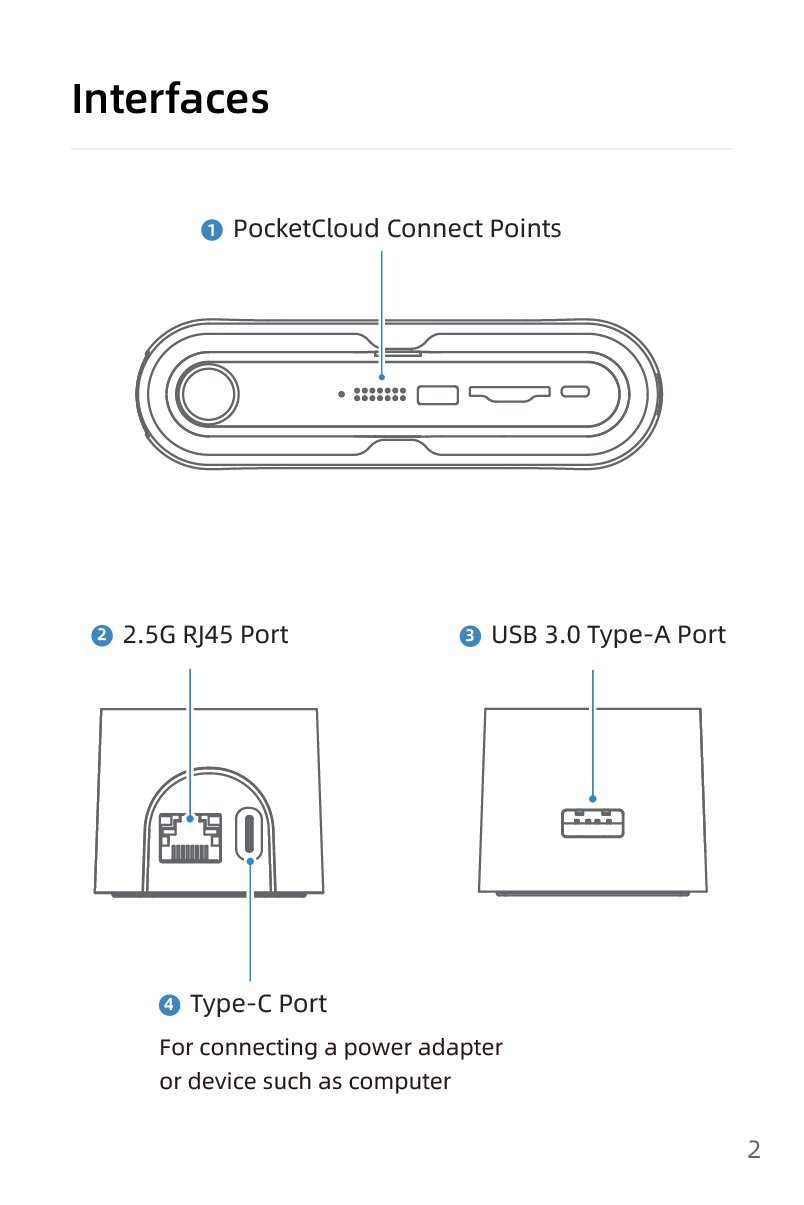 Interfaces
1 PocketCloud Connect Points
2 2.5G RJ45 Port
3 USB 3.0 Type-A Port
4 Type-C Port
For connecting a power adapter
or device such as computer
2